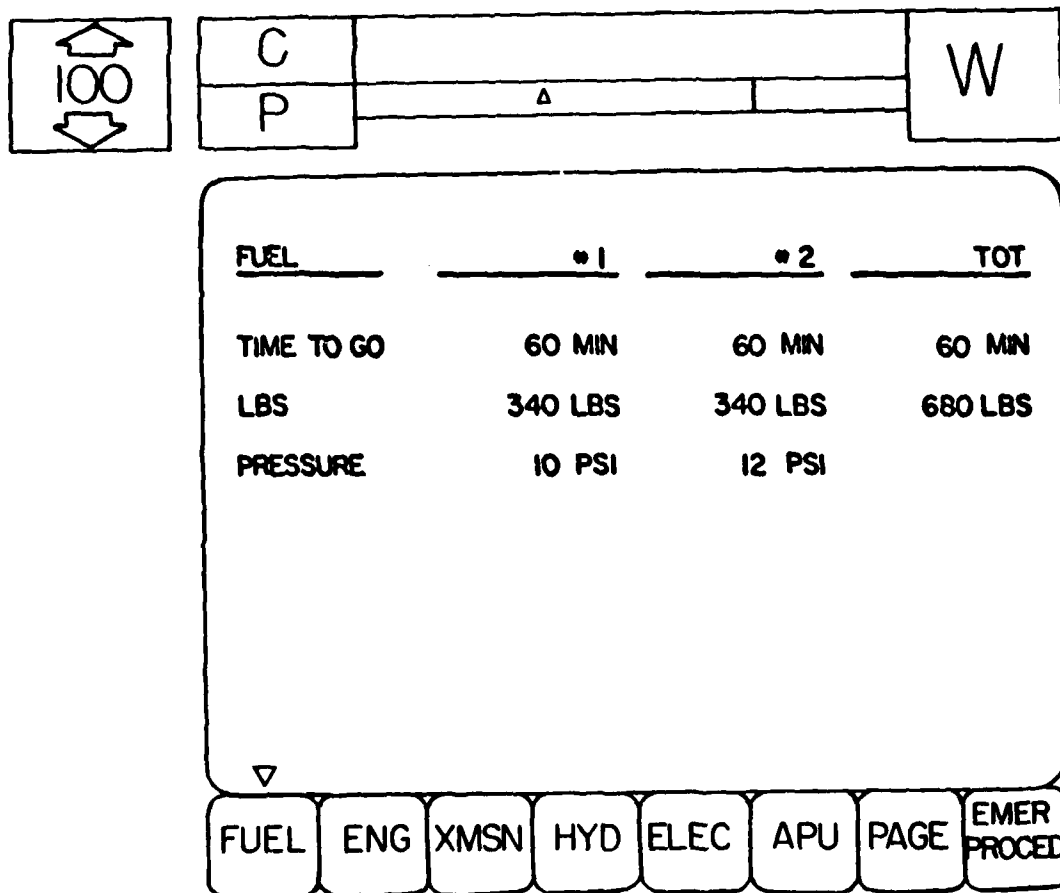 100
C
P
W
FUEL #1 #2 TOT
TIME TO GO 60 MIN 60 MIN 60 MIN
LBS 340 LBS 340 LBS 680 LBS
PRESSURE 10 PSI 12 PSI
FUEL ENG XMSN HYD ELEC APU PAGE EMER PROCED